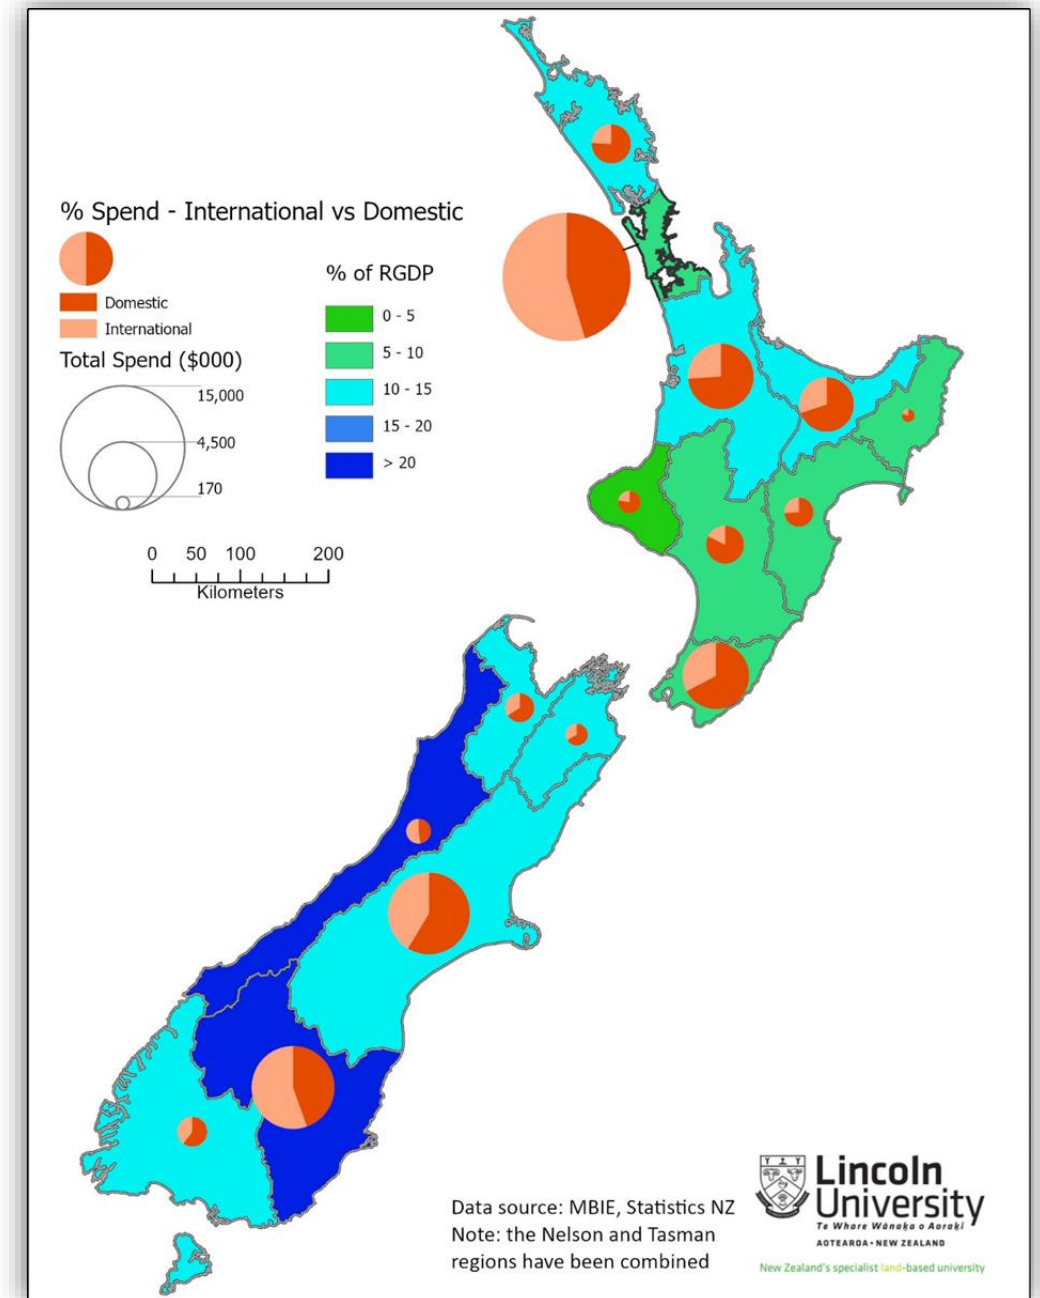 % Spend - International vs Domestic
Domestic
International
Total Spend ($000)
15,000
4,500
170
% of RGDP
0 - 5
5 - 10
10 - 15
15 - 20
> 20
0 50 100 200
Kilometers
Data source: MBIE, Statistics NZ
Note: the Nelson and Tasman
regions have been combined
Lincoln
University
Te Whare Wānaka o Aoraki
AOTEAROA • NEW ZEALAND
New Zealand's specialist land-based university